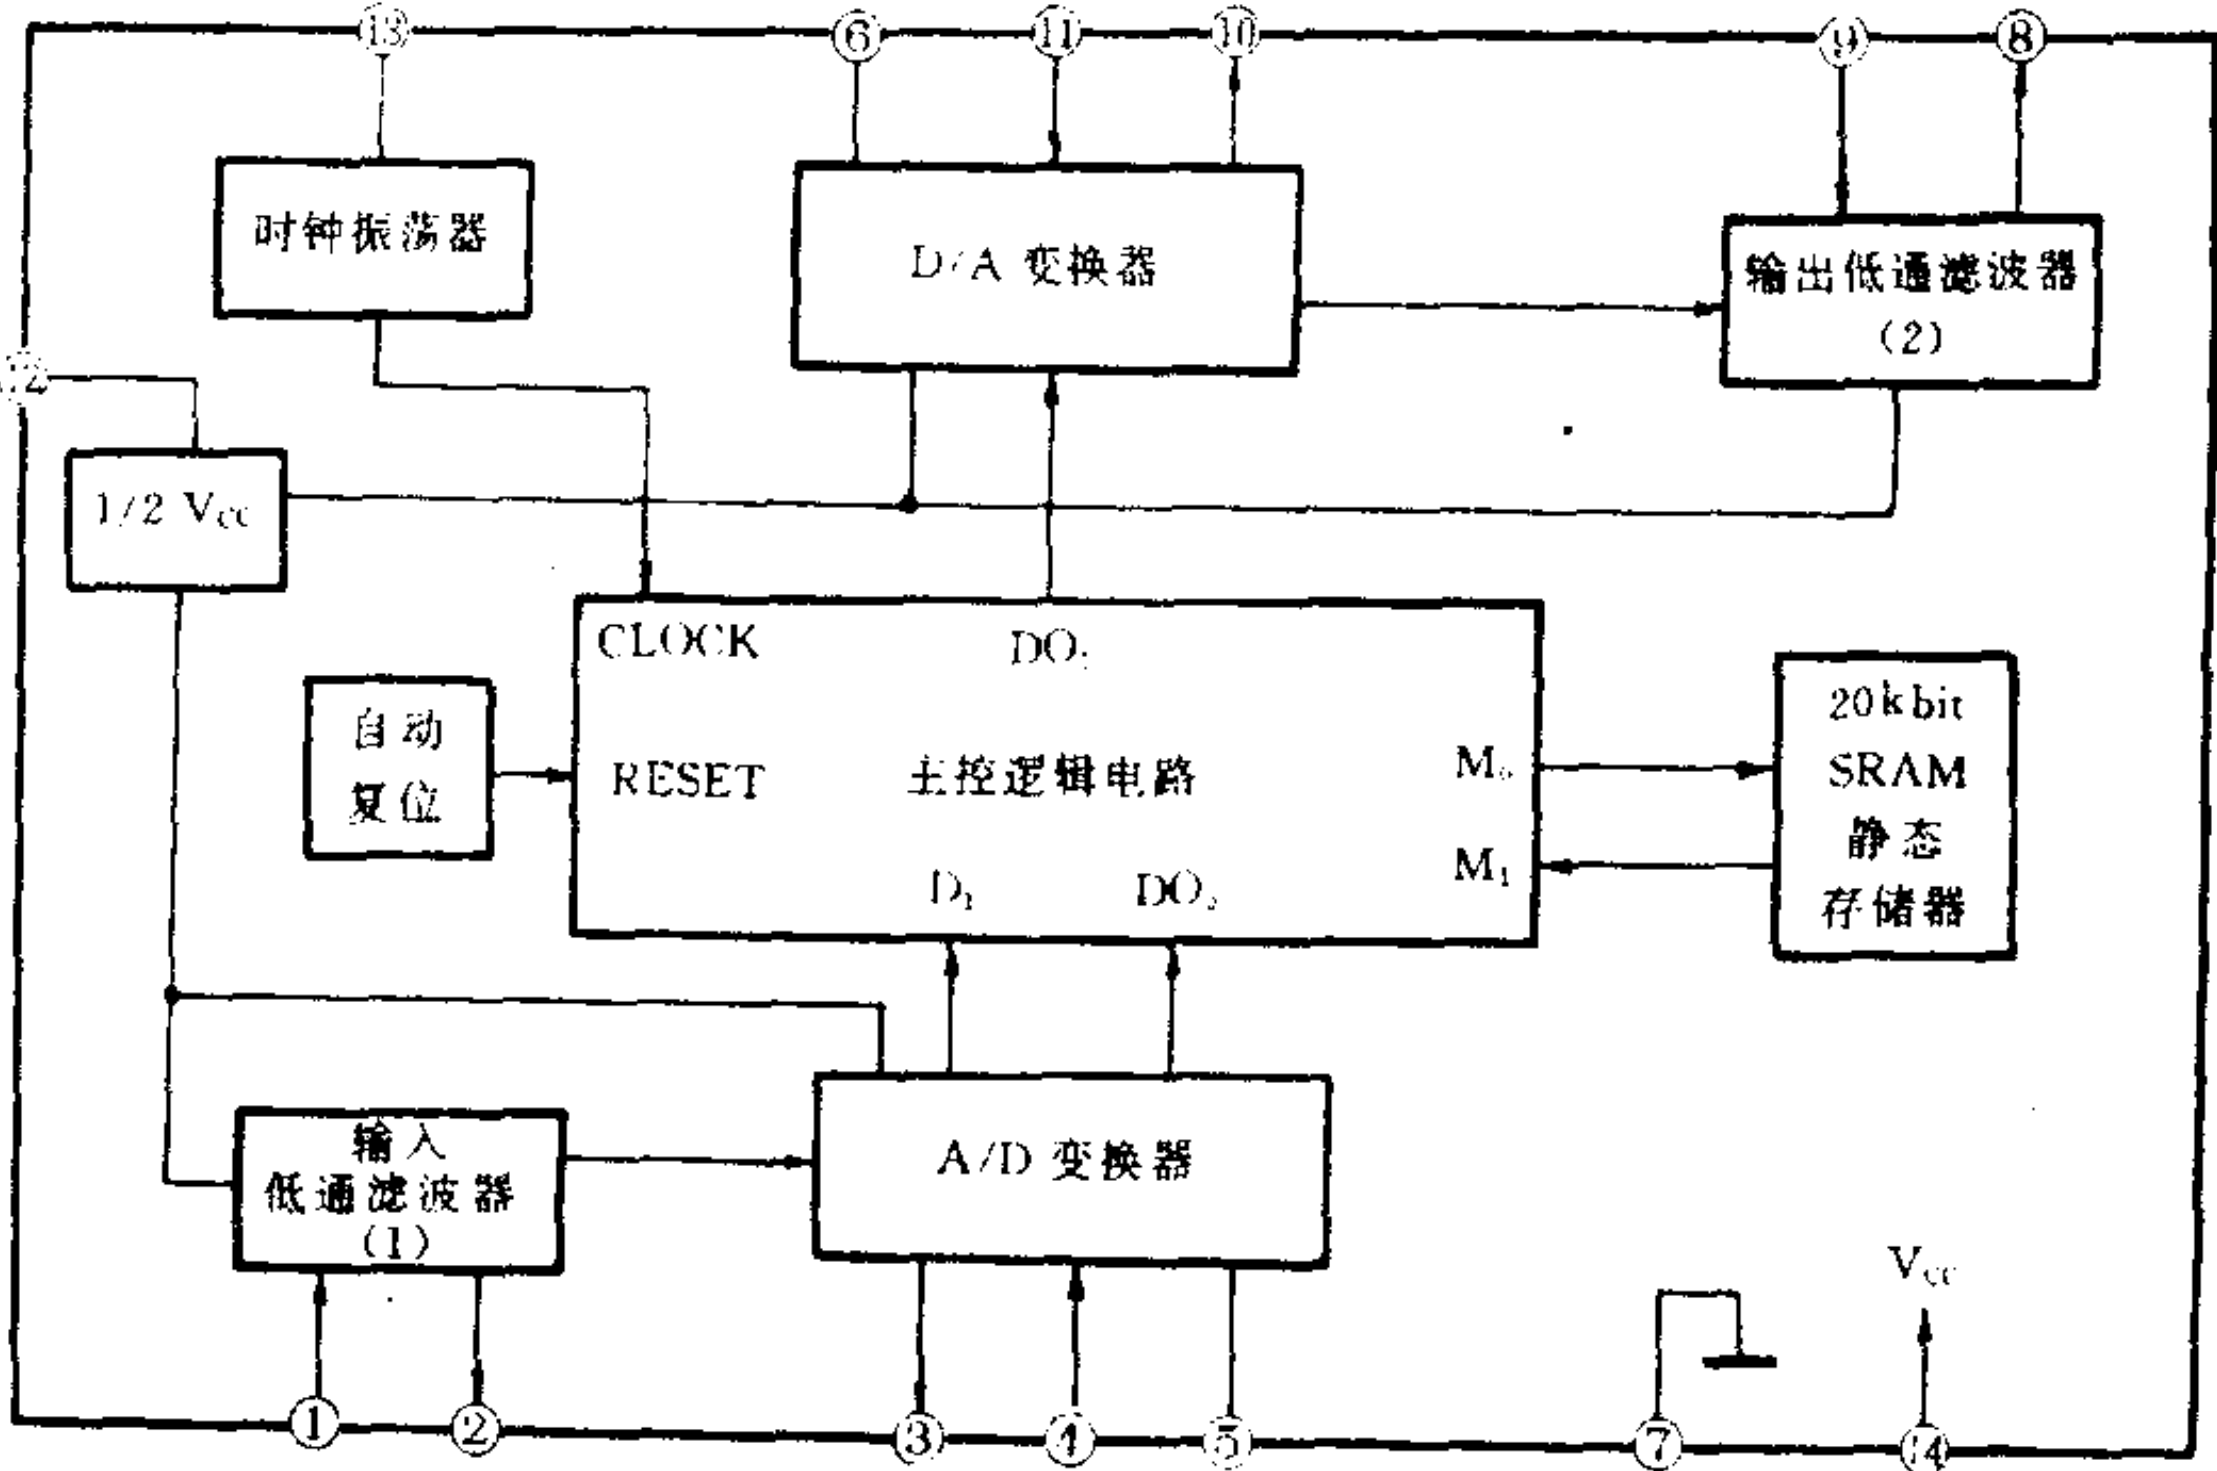 13
6
11
10
9
8
时钟振荡器
D/A 变换器
输出低通滤波器
(2)
12
1/2 Vcc
CLOCK
DO₁
自动
复位
RESET
主控逻辑电路
M₀
M₁
20kbit
SRAM
静态
存储器
D₁
DO₂
输入
低通滤波器
(1)
A/D 变换器
Vcc
1
2
3
4
5
7
14